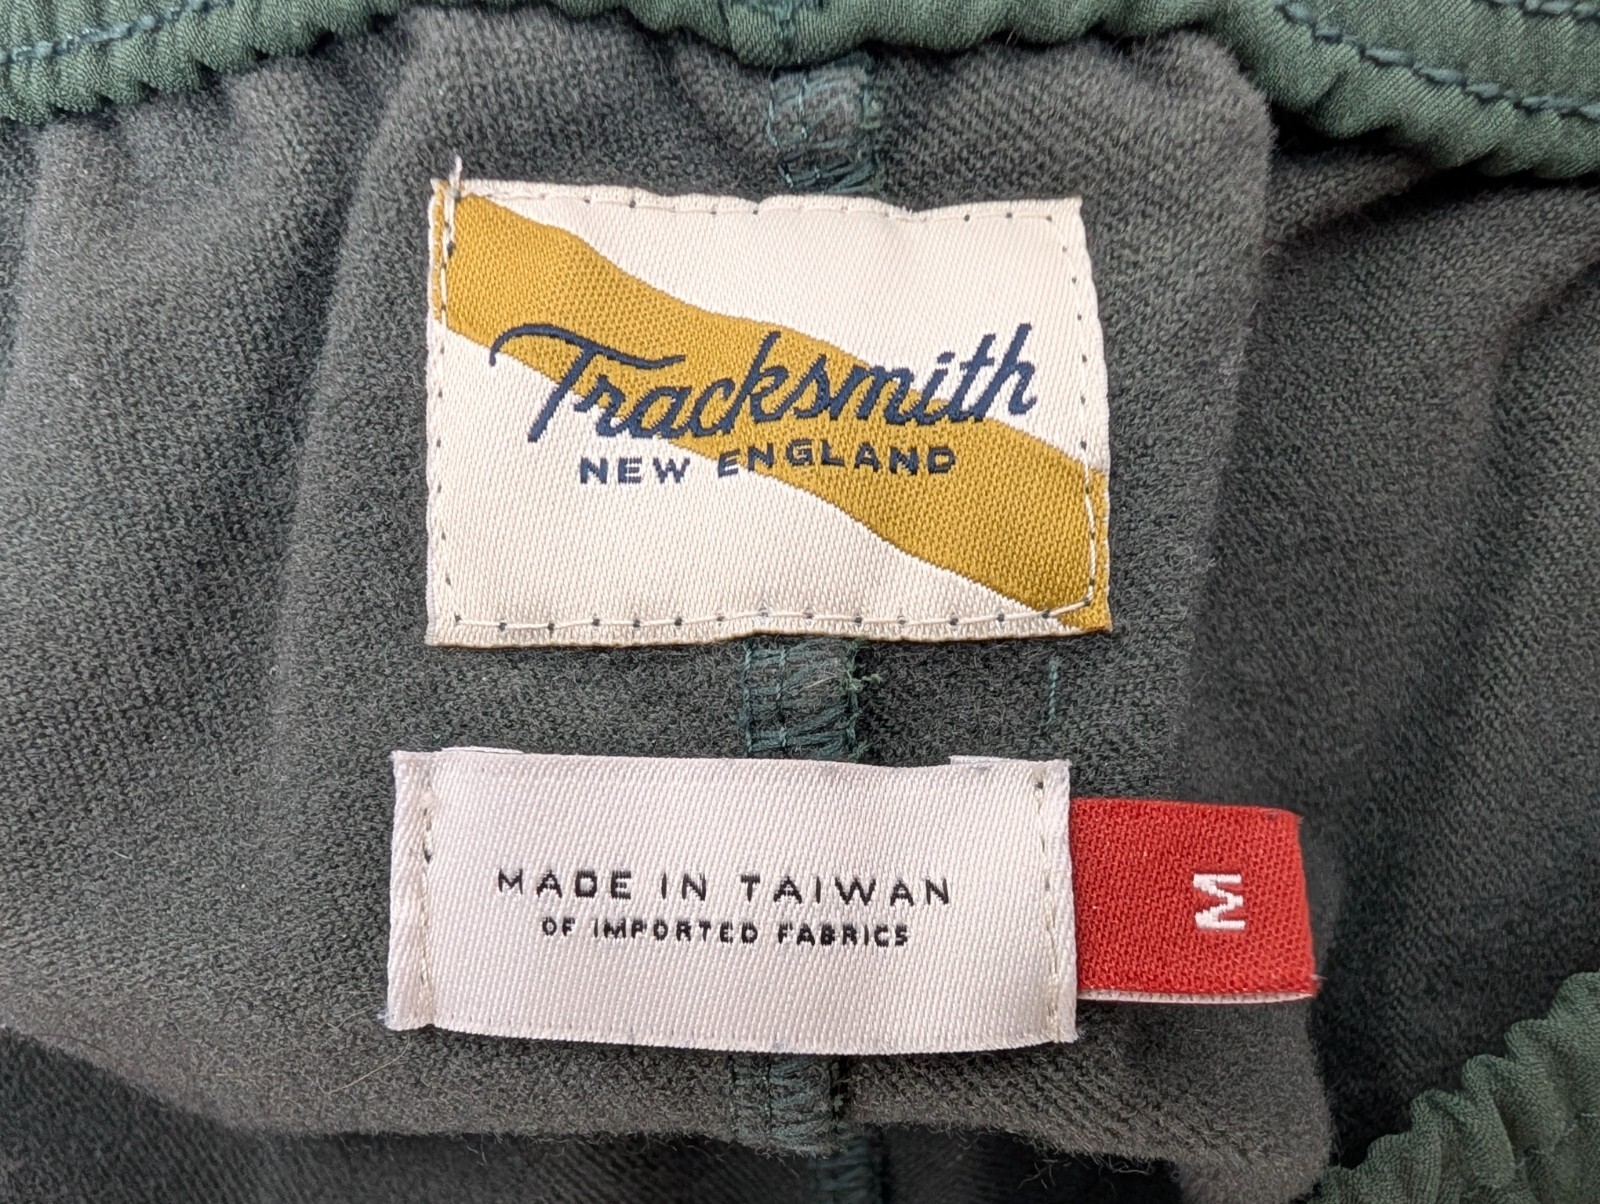 Tracksmith
NEW ENGLAND
MADE IN TAIWAN
OF IMPORTED FABRICS
M